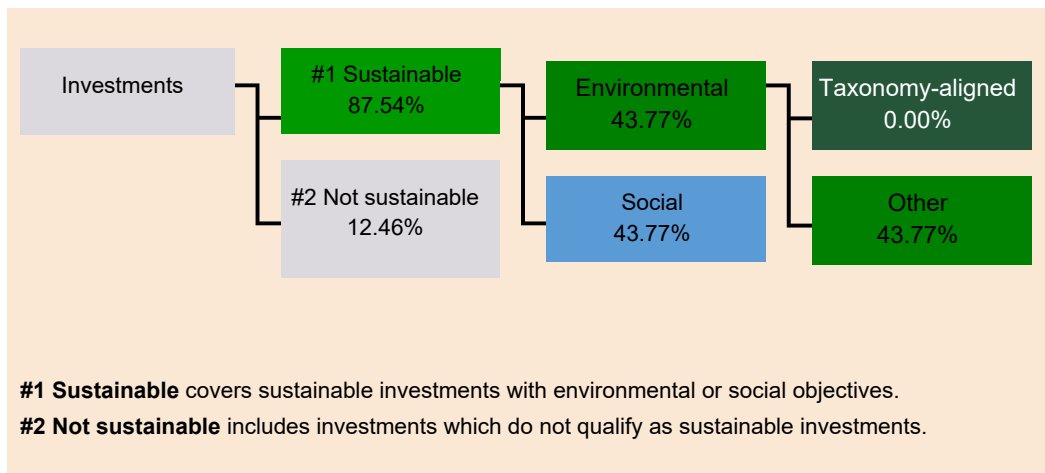 Investments
#1 Sustainable
87.54%
#2 Not sustainable
12.46%
Environmental
43.77%
Social
43.77%
Taxonomy-aligned
0.00%
Other
43.77%
#1 Sustainable covers sustainable investments with environmental or social objectives.
#2 Not sustainable includes investments which do not qualify as sustainable investments.